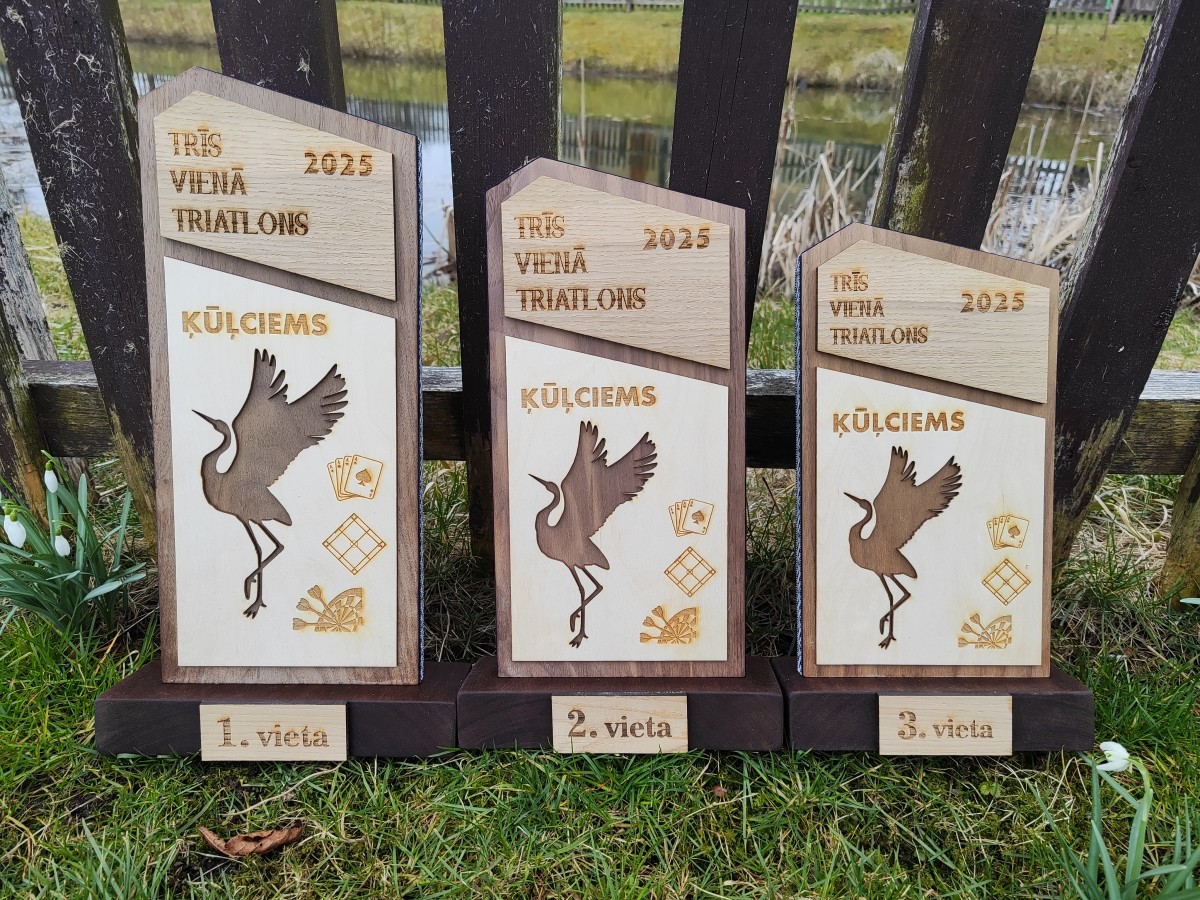 TRĪS
VIENĀ
TRIATLONS
2025
ĶŪĻCIEMS
1. vieta
TRĪS
VIENĀ
TRIATLONS
2025
ĶŪĻCIEMS
2. vieta
TRĪS
VIENĀ
TRIATLONS
2025
ĶŪĻCIEMS
3. vieta